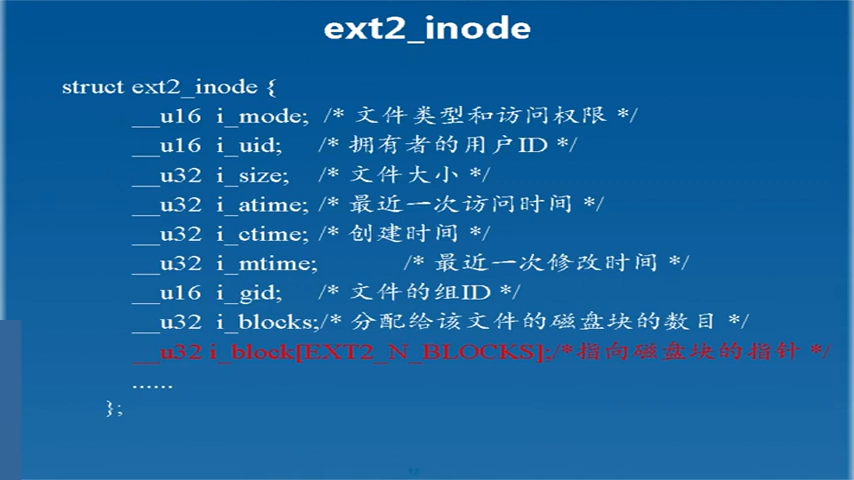 ext2_inode
struct ext2_inode {
__u16 i_mode; /* 文件类型和访问权限 */
__u16 i_uid; /* 拥有者的用户ID */
__u32 i_size; /* 文件大小 */
__u32 i_atime; /* 最近一次访问时间 */
__u32 i_ctime; /* 创建时间 */
__u32 i_mtime; /* 最近一次修改时间 */
__u16 i_gid; /* 文件的组ID */
__u32 i_blocks;/* 分配给该文件的磁盘块的数目 */
__u32 i_block[EXT2_N_BLOCKS];/*指向磁盘块的指针 */
......
};